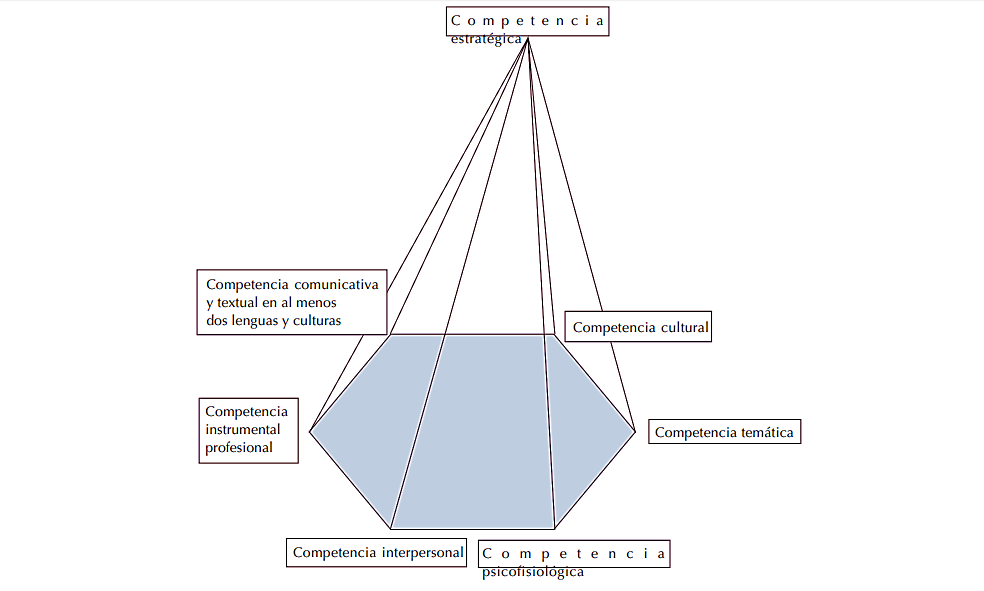 Competencia
estratégica
Competencia comunicativa
y textual en al menos
dos lenguas y culturas
Competencia cultural
Competencia
instrumental
profesional
Competencia temática
Competencia interpersonal
Competencia
psicofisiológica